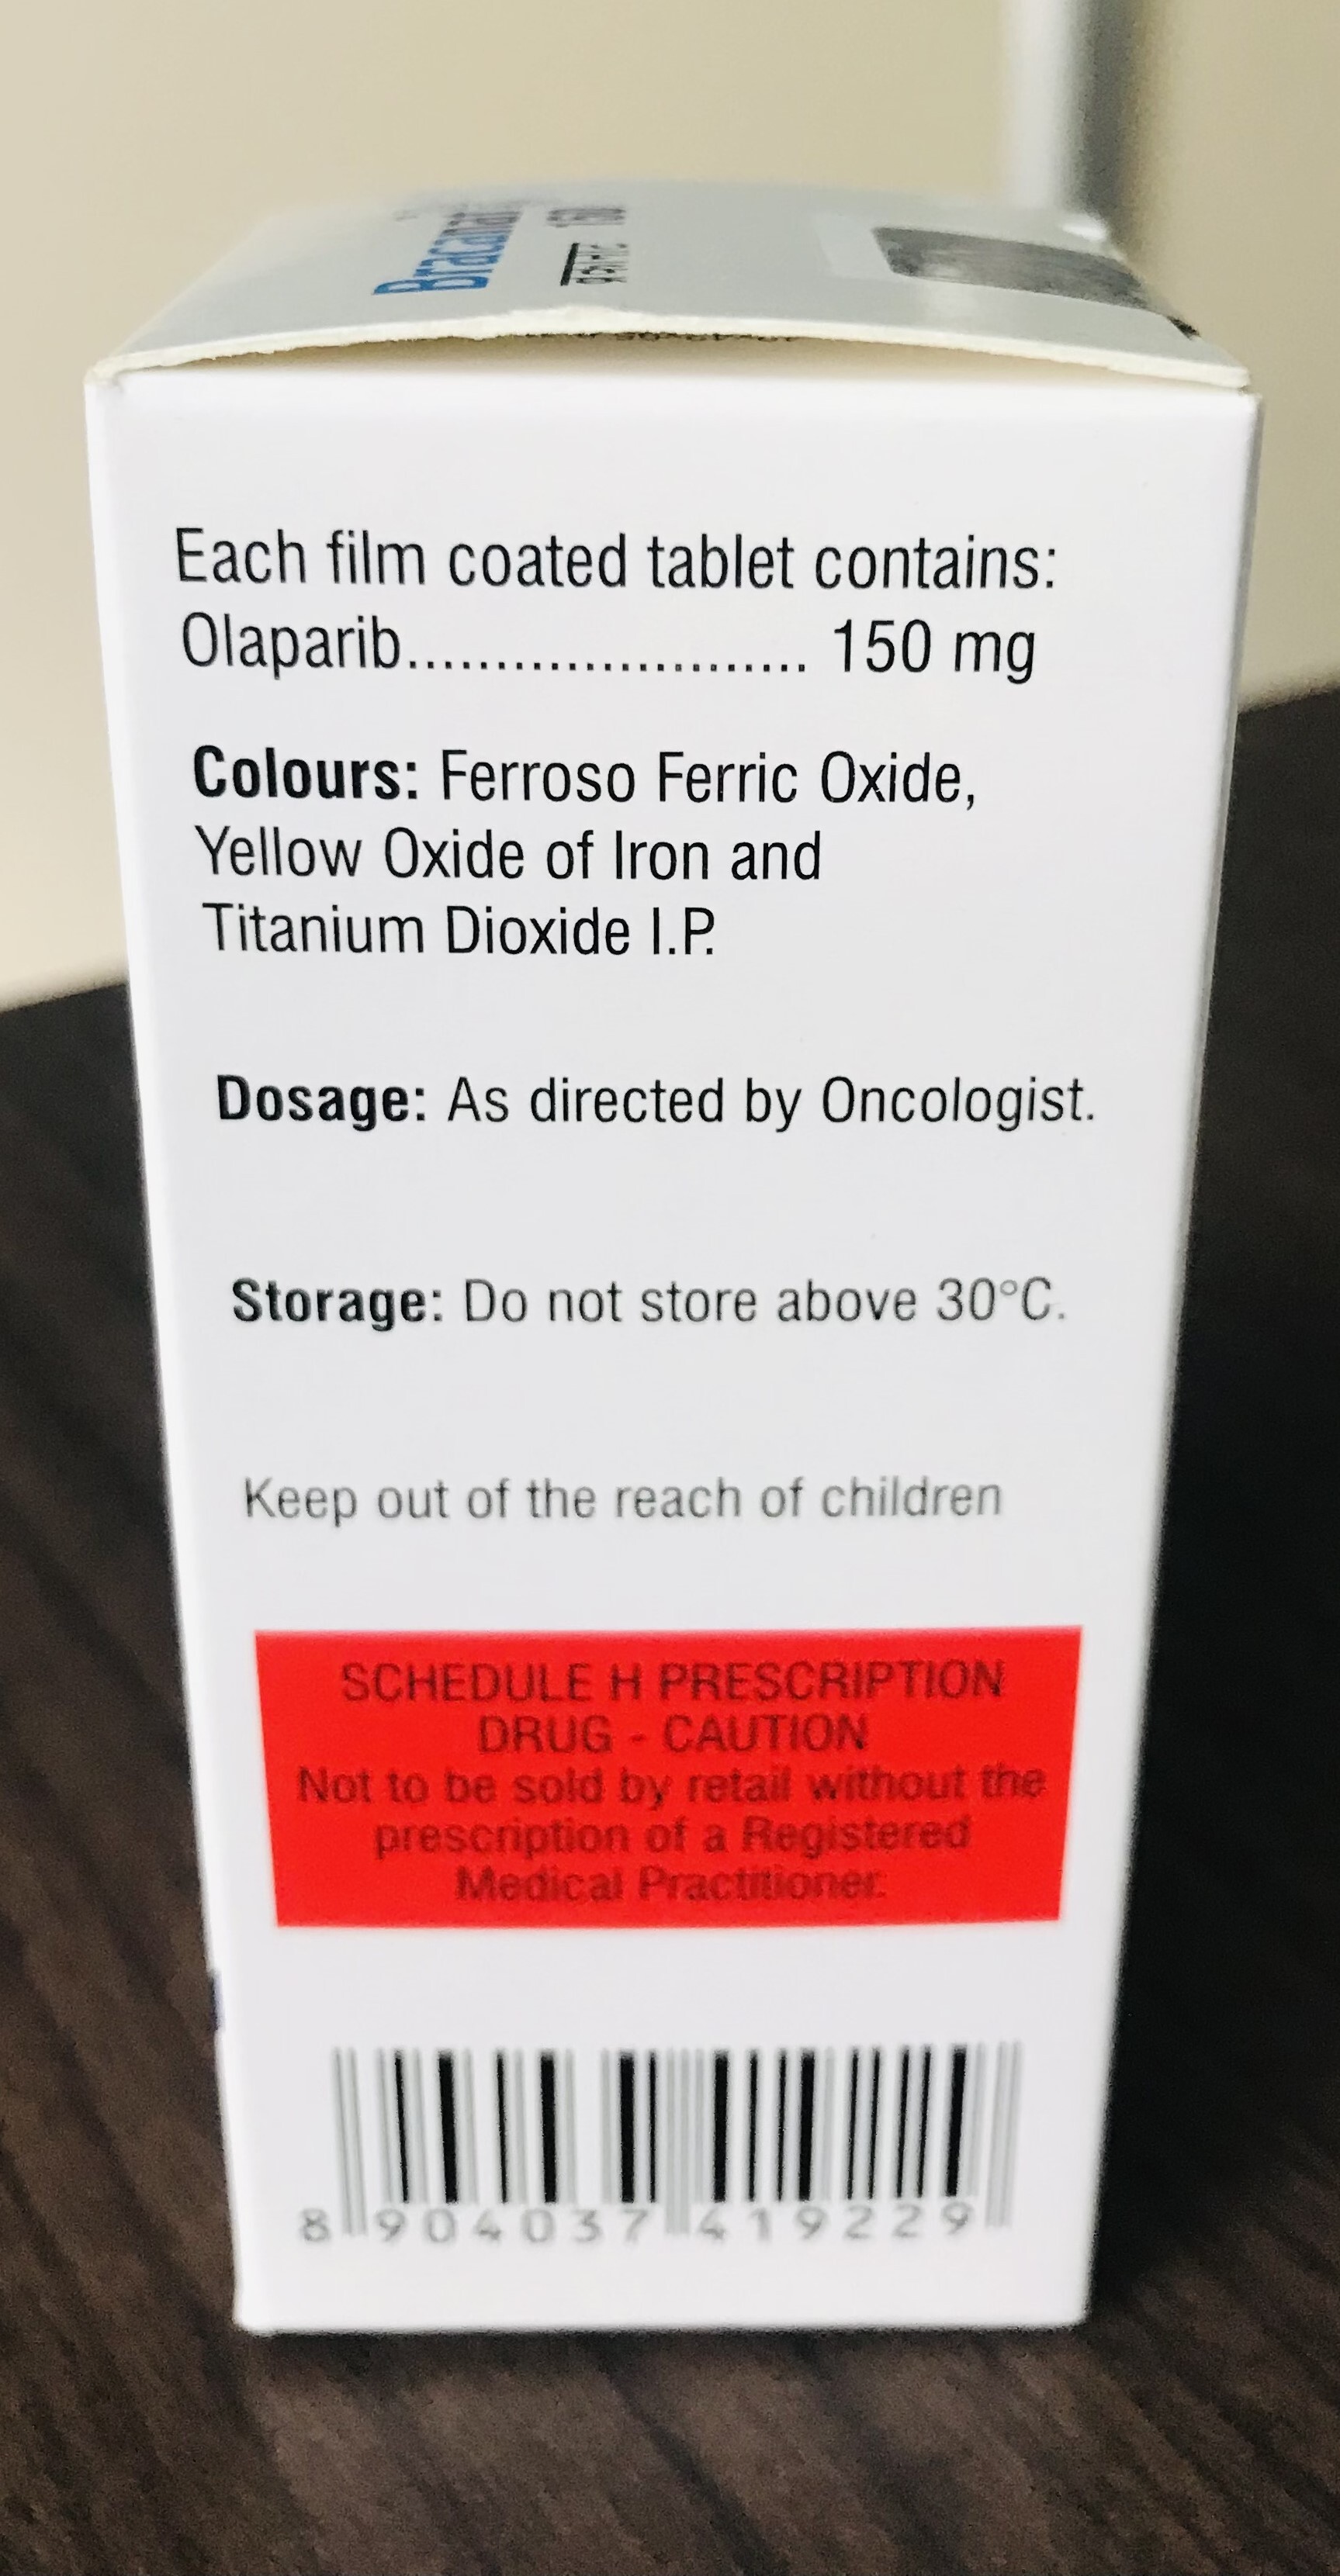 150
Each film coated tablet contains:
Olaparib....................... 150 mg
Colours: Ferroso Ferric Oxide,
Yellow Oxide of Iron and
Titanium Dioxide I.P.
Dosage: As directed by Oncologist.
Storage: Do not store above 30°C.
Keep out of the reach of children
SCHEDULE H PRESCRIPTION
DRUG - CAUTION
Not to be sold by retail without the
prescription of a Registered
Medical Practitioner.
8 904037 419229